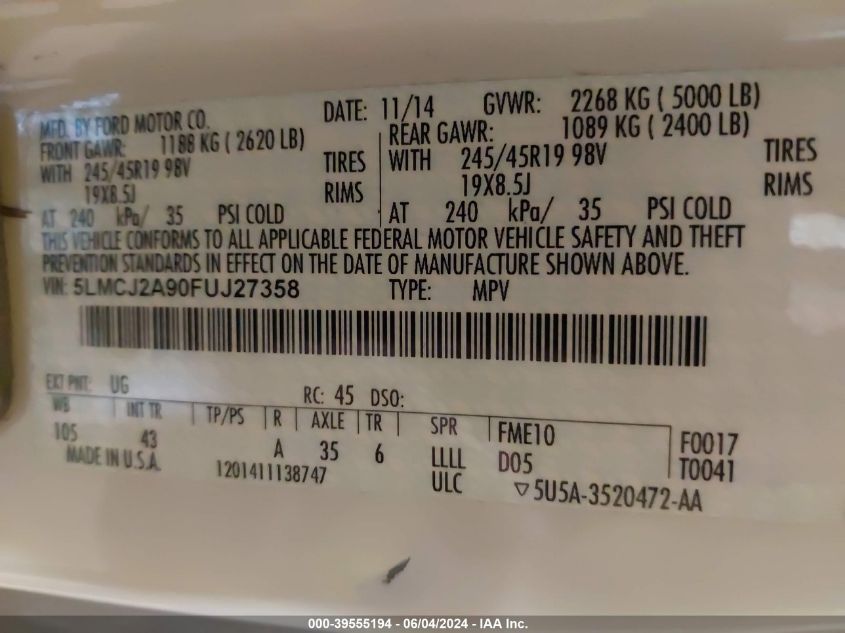 MFD. BY FORD MOTOR CO. DATE: 11/14 GVWR: 2268 KG ( 5000 LB)
FRONT GAWR: 1188 KG ( 2620 LB) REAR GAWR: 1089 KG ( 2400 LB)
WITH 245/45R19 98V TIRES WITH 245/45R19 98V TIRES
19X8.5J RIMS 19X8.5J RIMS
AT 240 kPa/ 35 PSI COLD AT 240 kPa/ 35 PSI COLD
THIS VEHICLE CONFORMS TO ALL APPLICABLE FEDERAL MOTOR VEHICLE SAFETY AND THEFT
PREVENTION STANDARDS IN EFFECT ON THE DATE OF MANUFACTURE SHOWN ABOVE.
VIN: 5LMCJ2A90FUJ27358 TYPE: MPV
EXT PNT: UG RC: 45 DSO:
WB INT TR TP/PS R AXLE TR SPR FME10 F0017
105 43 A 35 6 LLLL D05 T0041
MADE IN U.S.A. 1201411138747 ULC ▽5U5A-3520472-AA
000-39555194 - 06/04/2024 - IAA Inc.